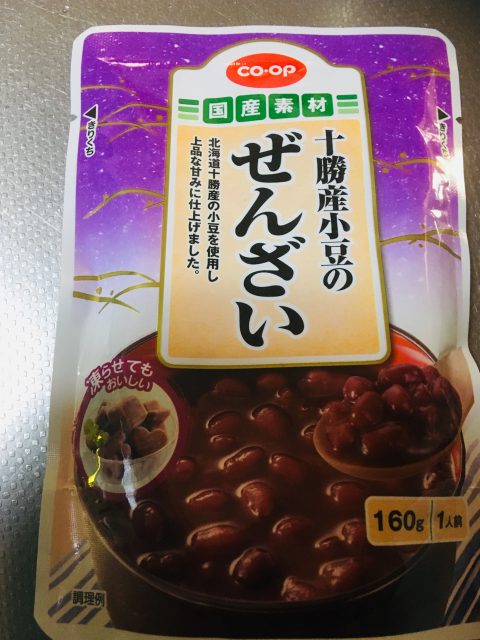 co·op
国産素材
十勝産小豆の
ぜんざい
北海道十勝産の小豆を使用し
上品な甘みに仕上げました。
きりくち
きりくち
凍らせても
おいしい
160g 1人前
調理例